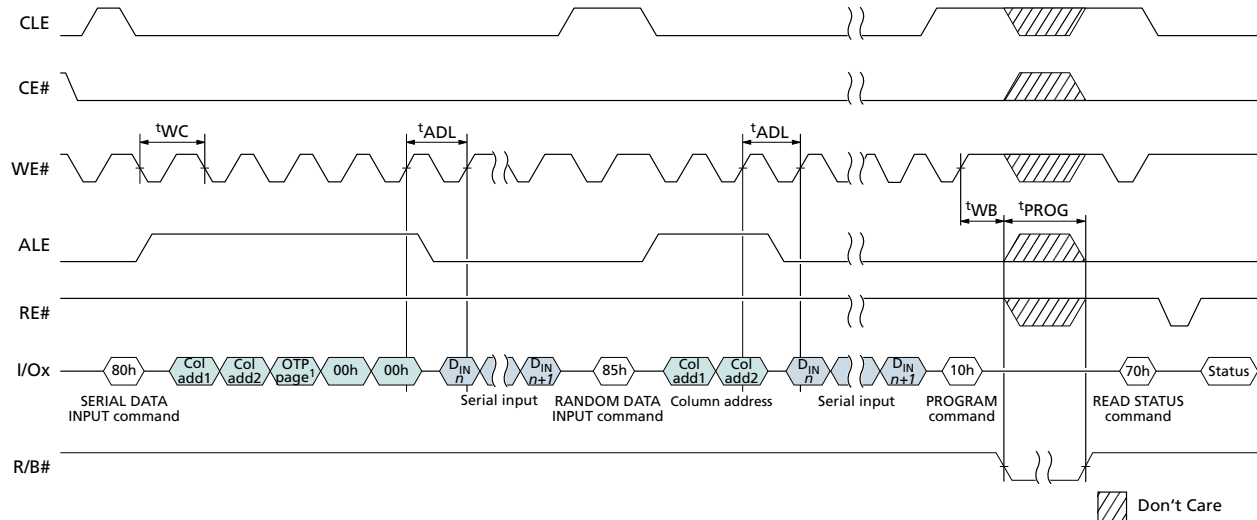 CLE
CE#
tWC
tADL
tADL
WE#
tWB
tPROG
ALE
RE#
I/Ox
80h
Col
add1
Col
add2
OTP
page1
00h
00h
DIN
n
DIN
n+1
85h
Col
add1
Col
add2
DIN
n
DIN
n+1
10h
70h
Status
SERIAL DATA
INPUT command
Serial input
RANDOM DATA
INPUT command
Column address
Serial input
PROGRAM
command
READ STATUS
command
R/B#
Don't Care